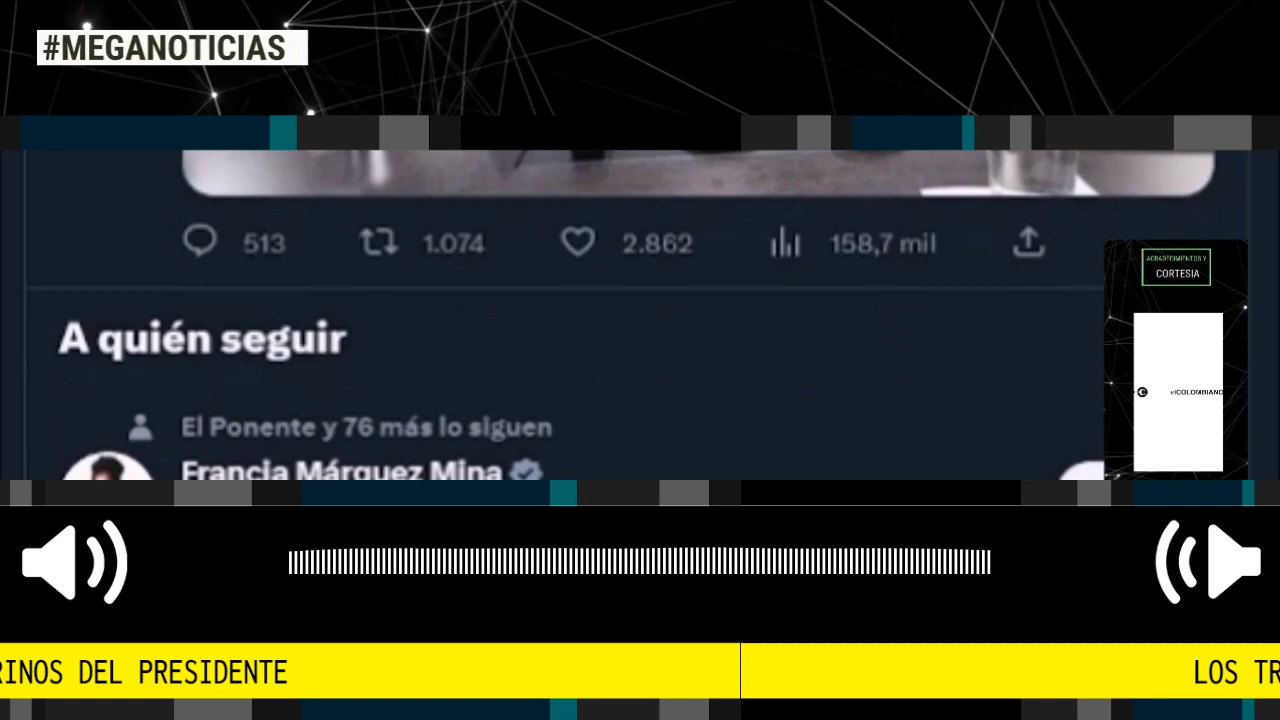 #MEGANOTICIAS
513 1.074 2.862 158,7 mil
AGRADECIMIENTOS Y
CORTESIA
A quién seguir
elCOLOMBIANO
El Ponente y 76 más lo siguen
Francia Márquez Mina
RINOS DEL PRESIDENTE
LOS TR